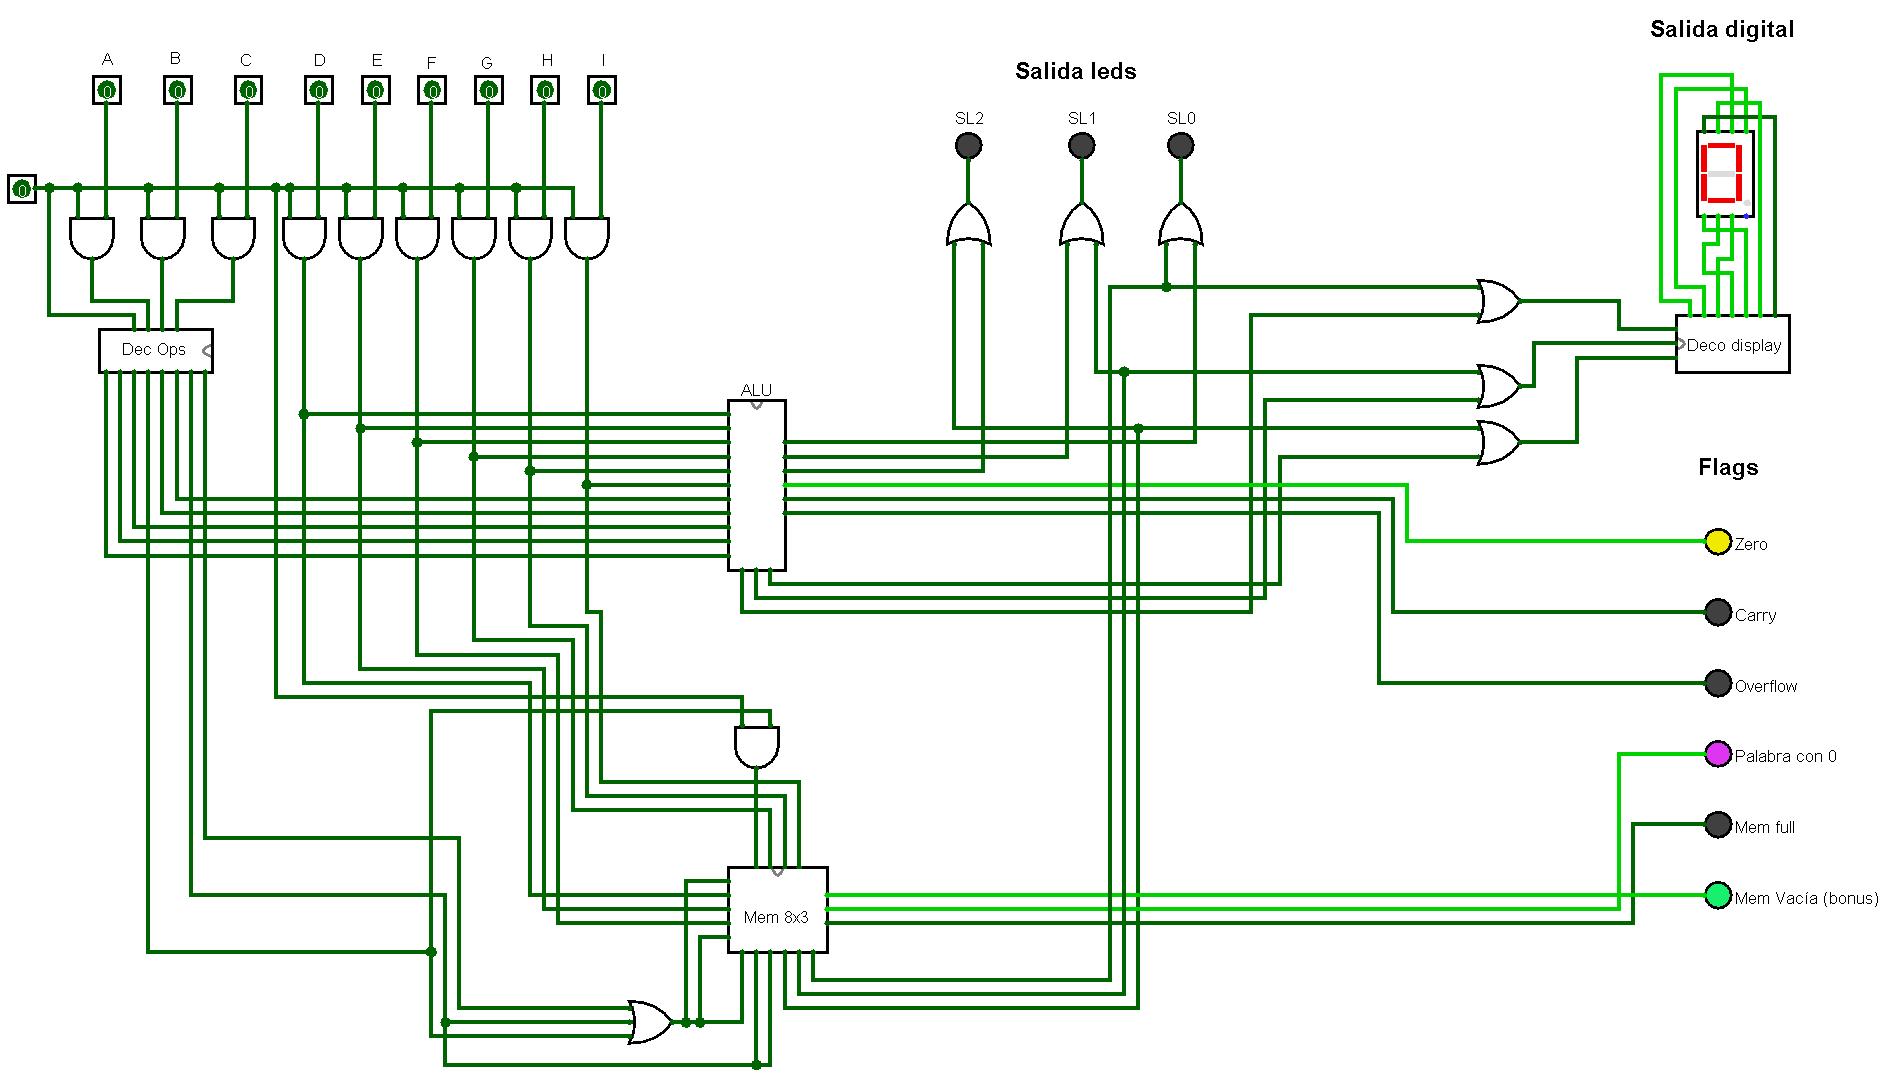 Salida digital
A B C D E F G H I
0 0 0 0 0 0 0 0 0
Salida leds
SL2 SL1 SL0
0
Dec Ops
Deco display
ALU
Flags
Zero
Carry
Overflow
Palabra con 0
Mem full
Mem 8x3
Mem Vacía (bonus)